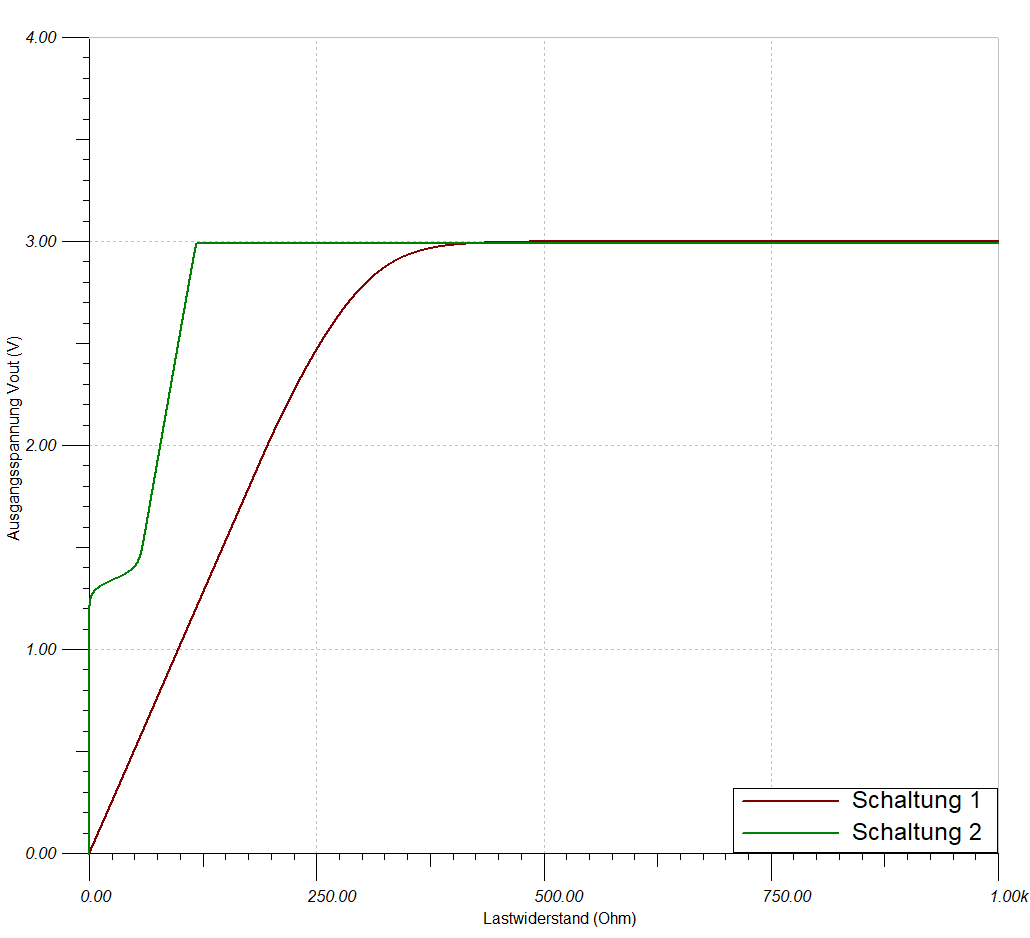 4.00
3.00
2.00
1.00
0.00
Ausgangsspannung Vout (V)
Schaltung 1
Schaltung 2
0.00 250.00 500.00 750.00 1.00k
Lastwiderstand (Ohm)